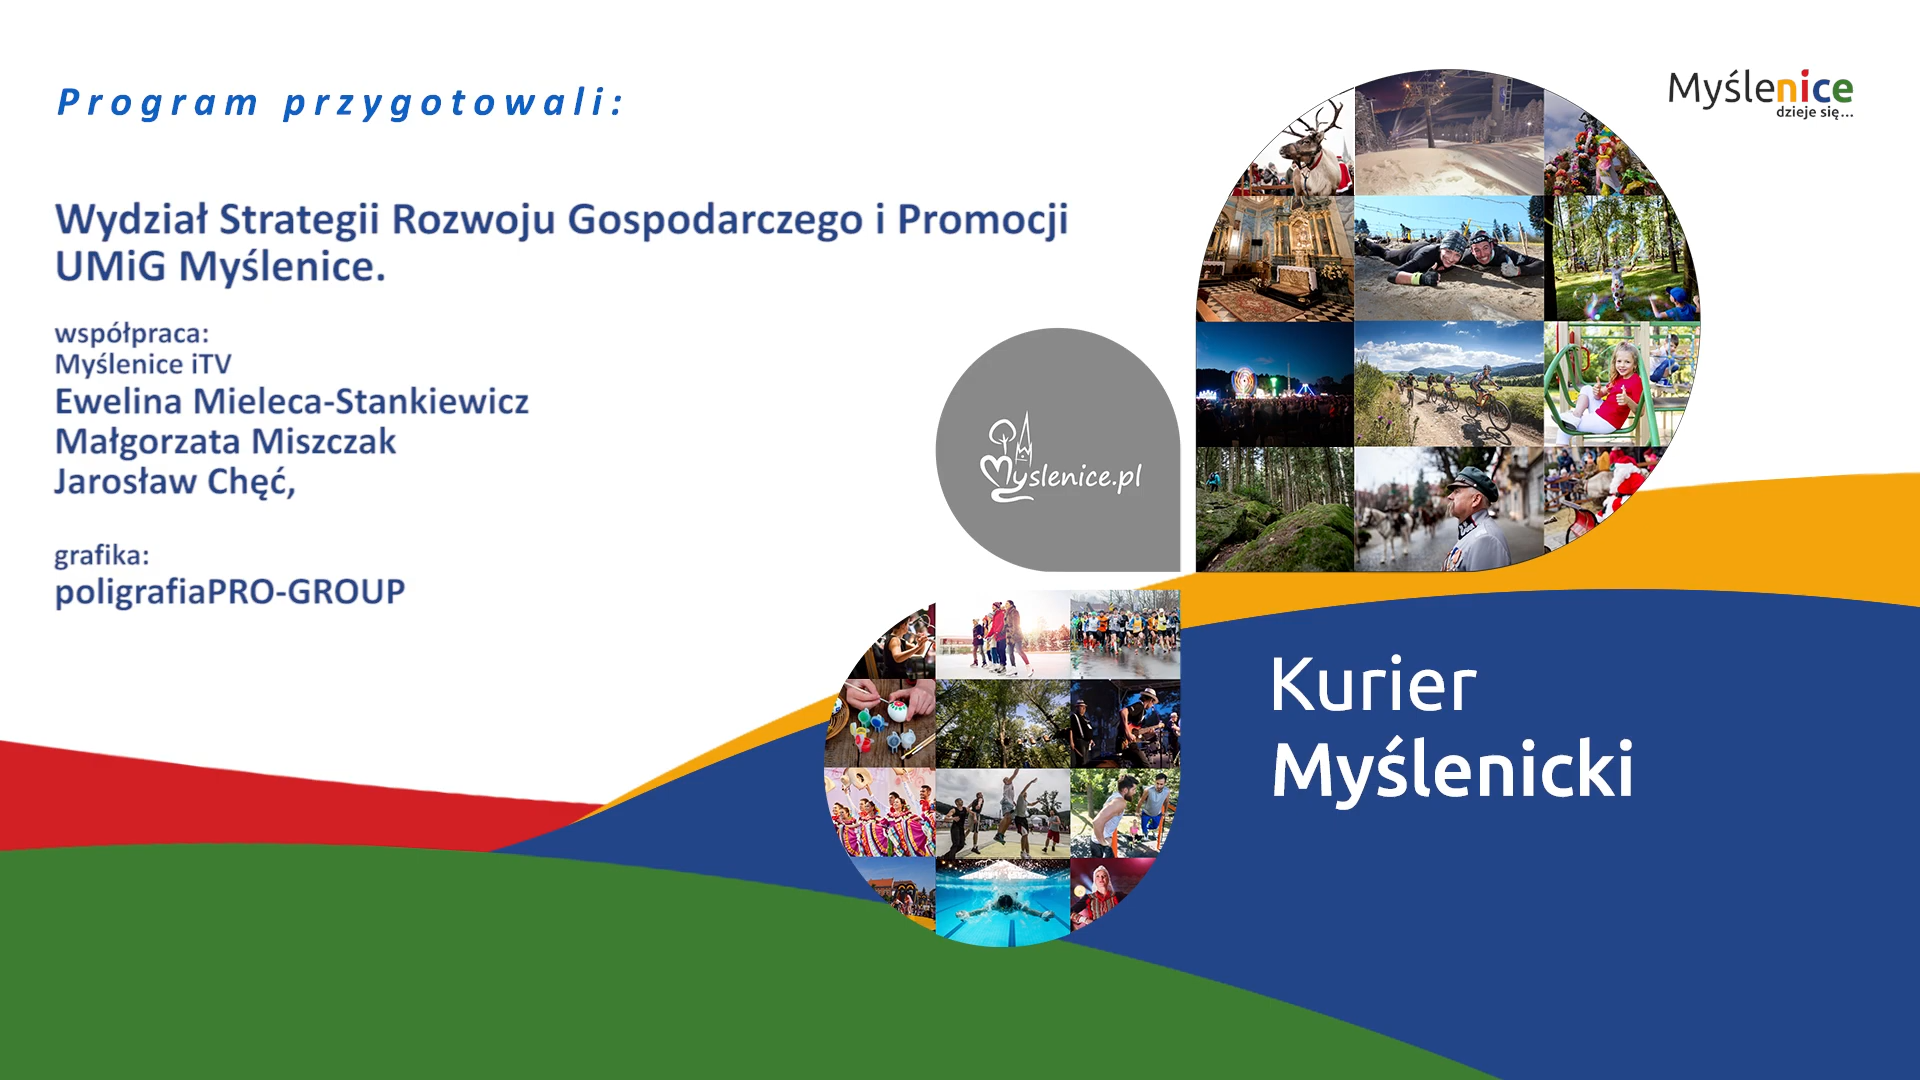 Program przygotowali:
Wydział Strategii Rozwoju Gospodarczego i Promocji
UMiG Myślenice.
współpraca:
Myślenice iTV
Ewelina Mieleca-Stankiewicz
Małgorzata Miszczak
Jarosław Chęć,
grafika:
poligrafiaPRO-GROUP
Myślenice
dzieje się...
Myslenice.pl
Kurier
Myślenicki